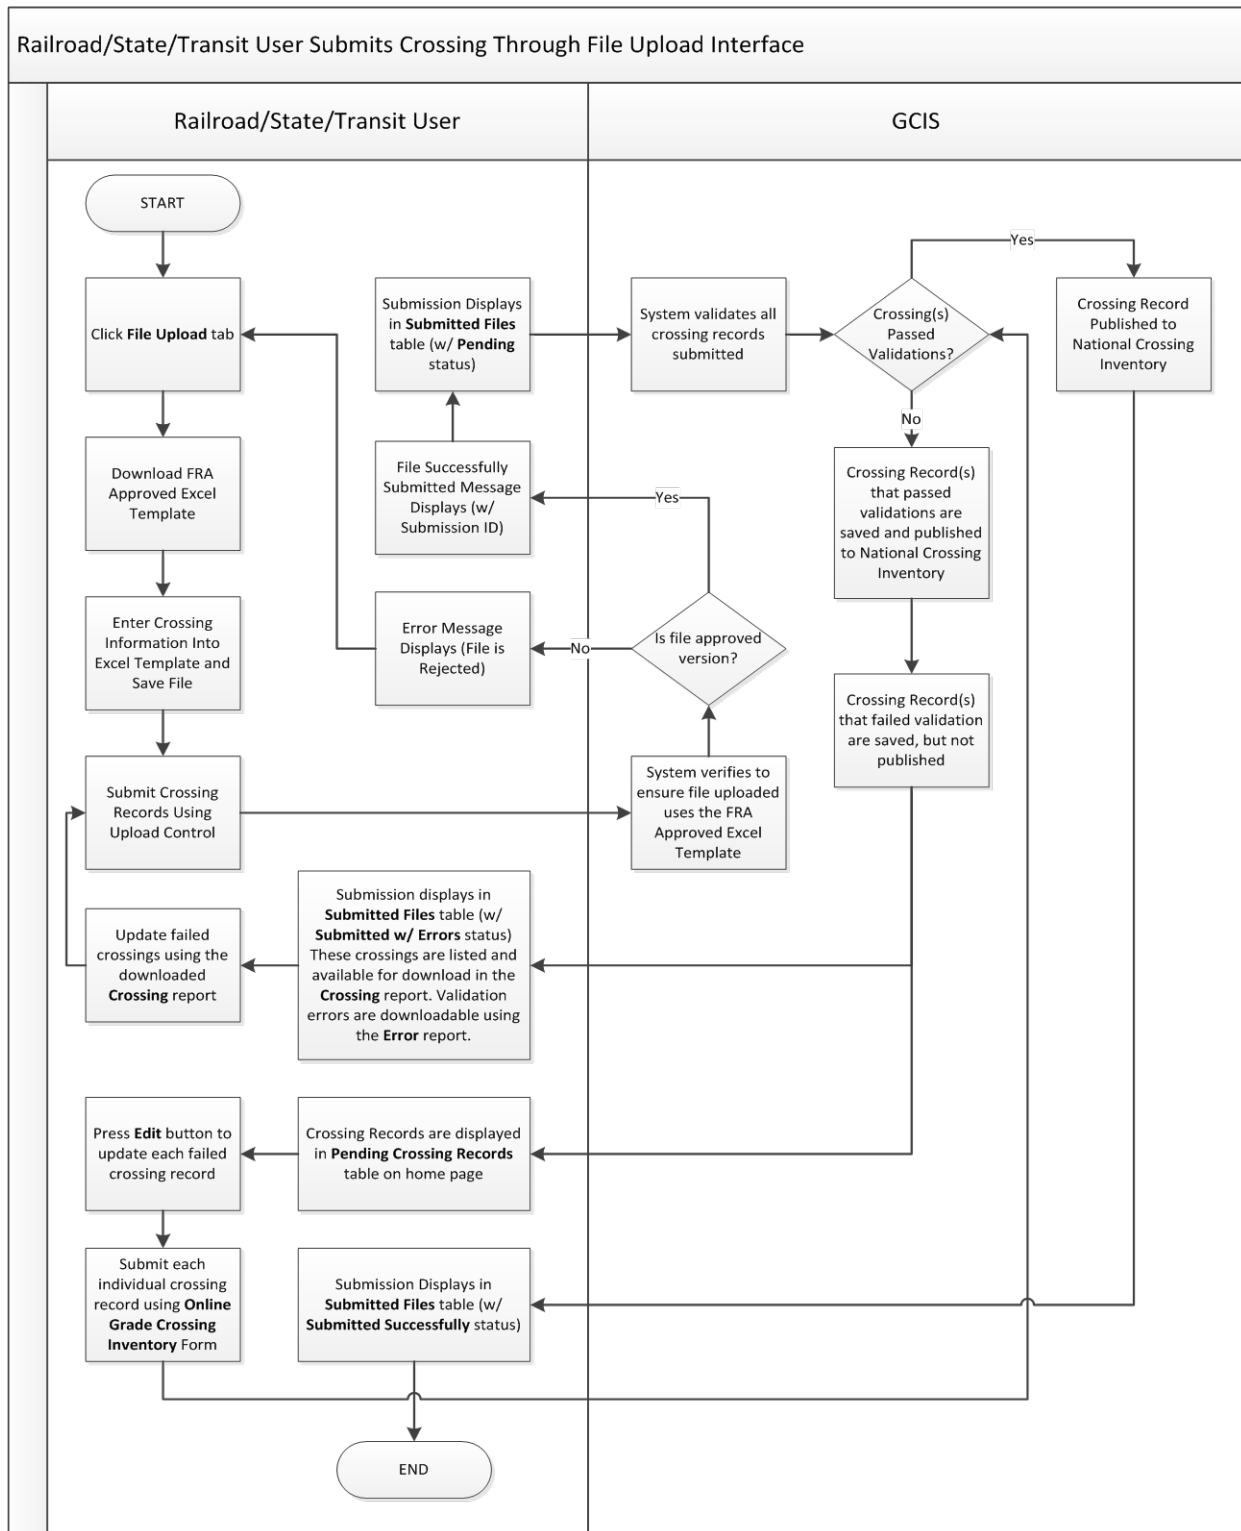 Railroad/State/Transit User Submits Crossing Through File Upload Interface
Railroad/State/Transit User
GCIS
START
Click File Upload tab
Download FRA
Approved Excel
Template
Enter Crossing
Information Into
Excel Template and
Save File
Submit Crossing
Records Using
Upload Control
Update failed
crossings using the
downloaded
Crossing report
Press Edit button to
update each failed
crossing record
Submit each
individual crossing
record using Online
Grade Crossing
Inventory Form
Submission Displays
in Submitted Files
table (w/ Pending
status)
File Successfully
Submitted Message
Displays (w/
Submission ID)
Error Message
Displays (File is
Rejected)
Submission displays in
Submitted Files table (w/
Submitted w/ Errors status)
These crossings are listed and
available for download in the
Crossing report. Validation
errors are downloadable using
the Error report.
Crossing Records are displayed
in Pending Crossing Records
table on home page
Submission Displays in
Submitted Files table (w/
Submitted Successfully status)
END
System validates all
crossing records
submitted
Yes
Is file approved
version?
No
System verifies to
ensure file uploaded
uses the FRA
Approved Excel
Template
Crossing(s)
Passed
Validations?
Yes
No
Crossing Record
Published to
National Crossing
Inventory
Crossing Record(s)
that passed
validations are
saved and published
to National Crossing
Inventory
Crossing Record(s)
that failed validation
are saved, but not
published